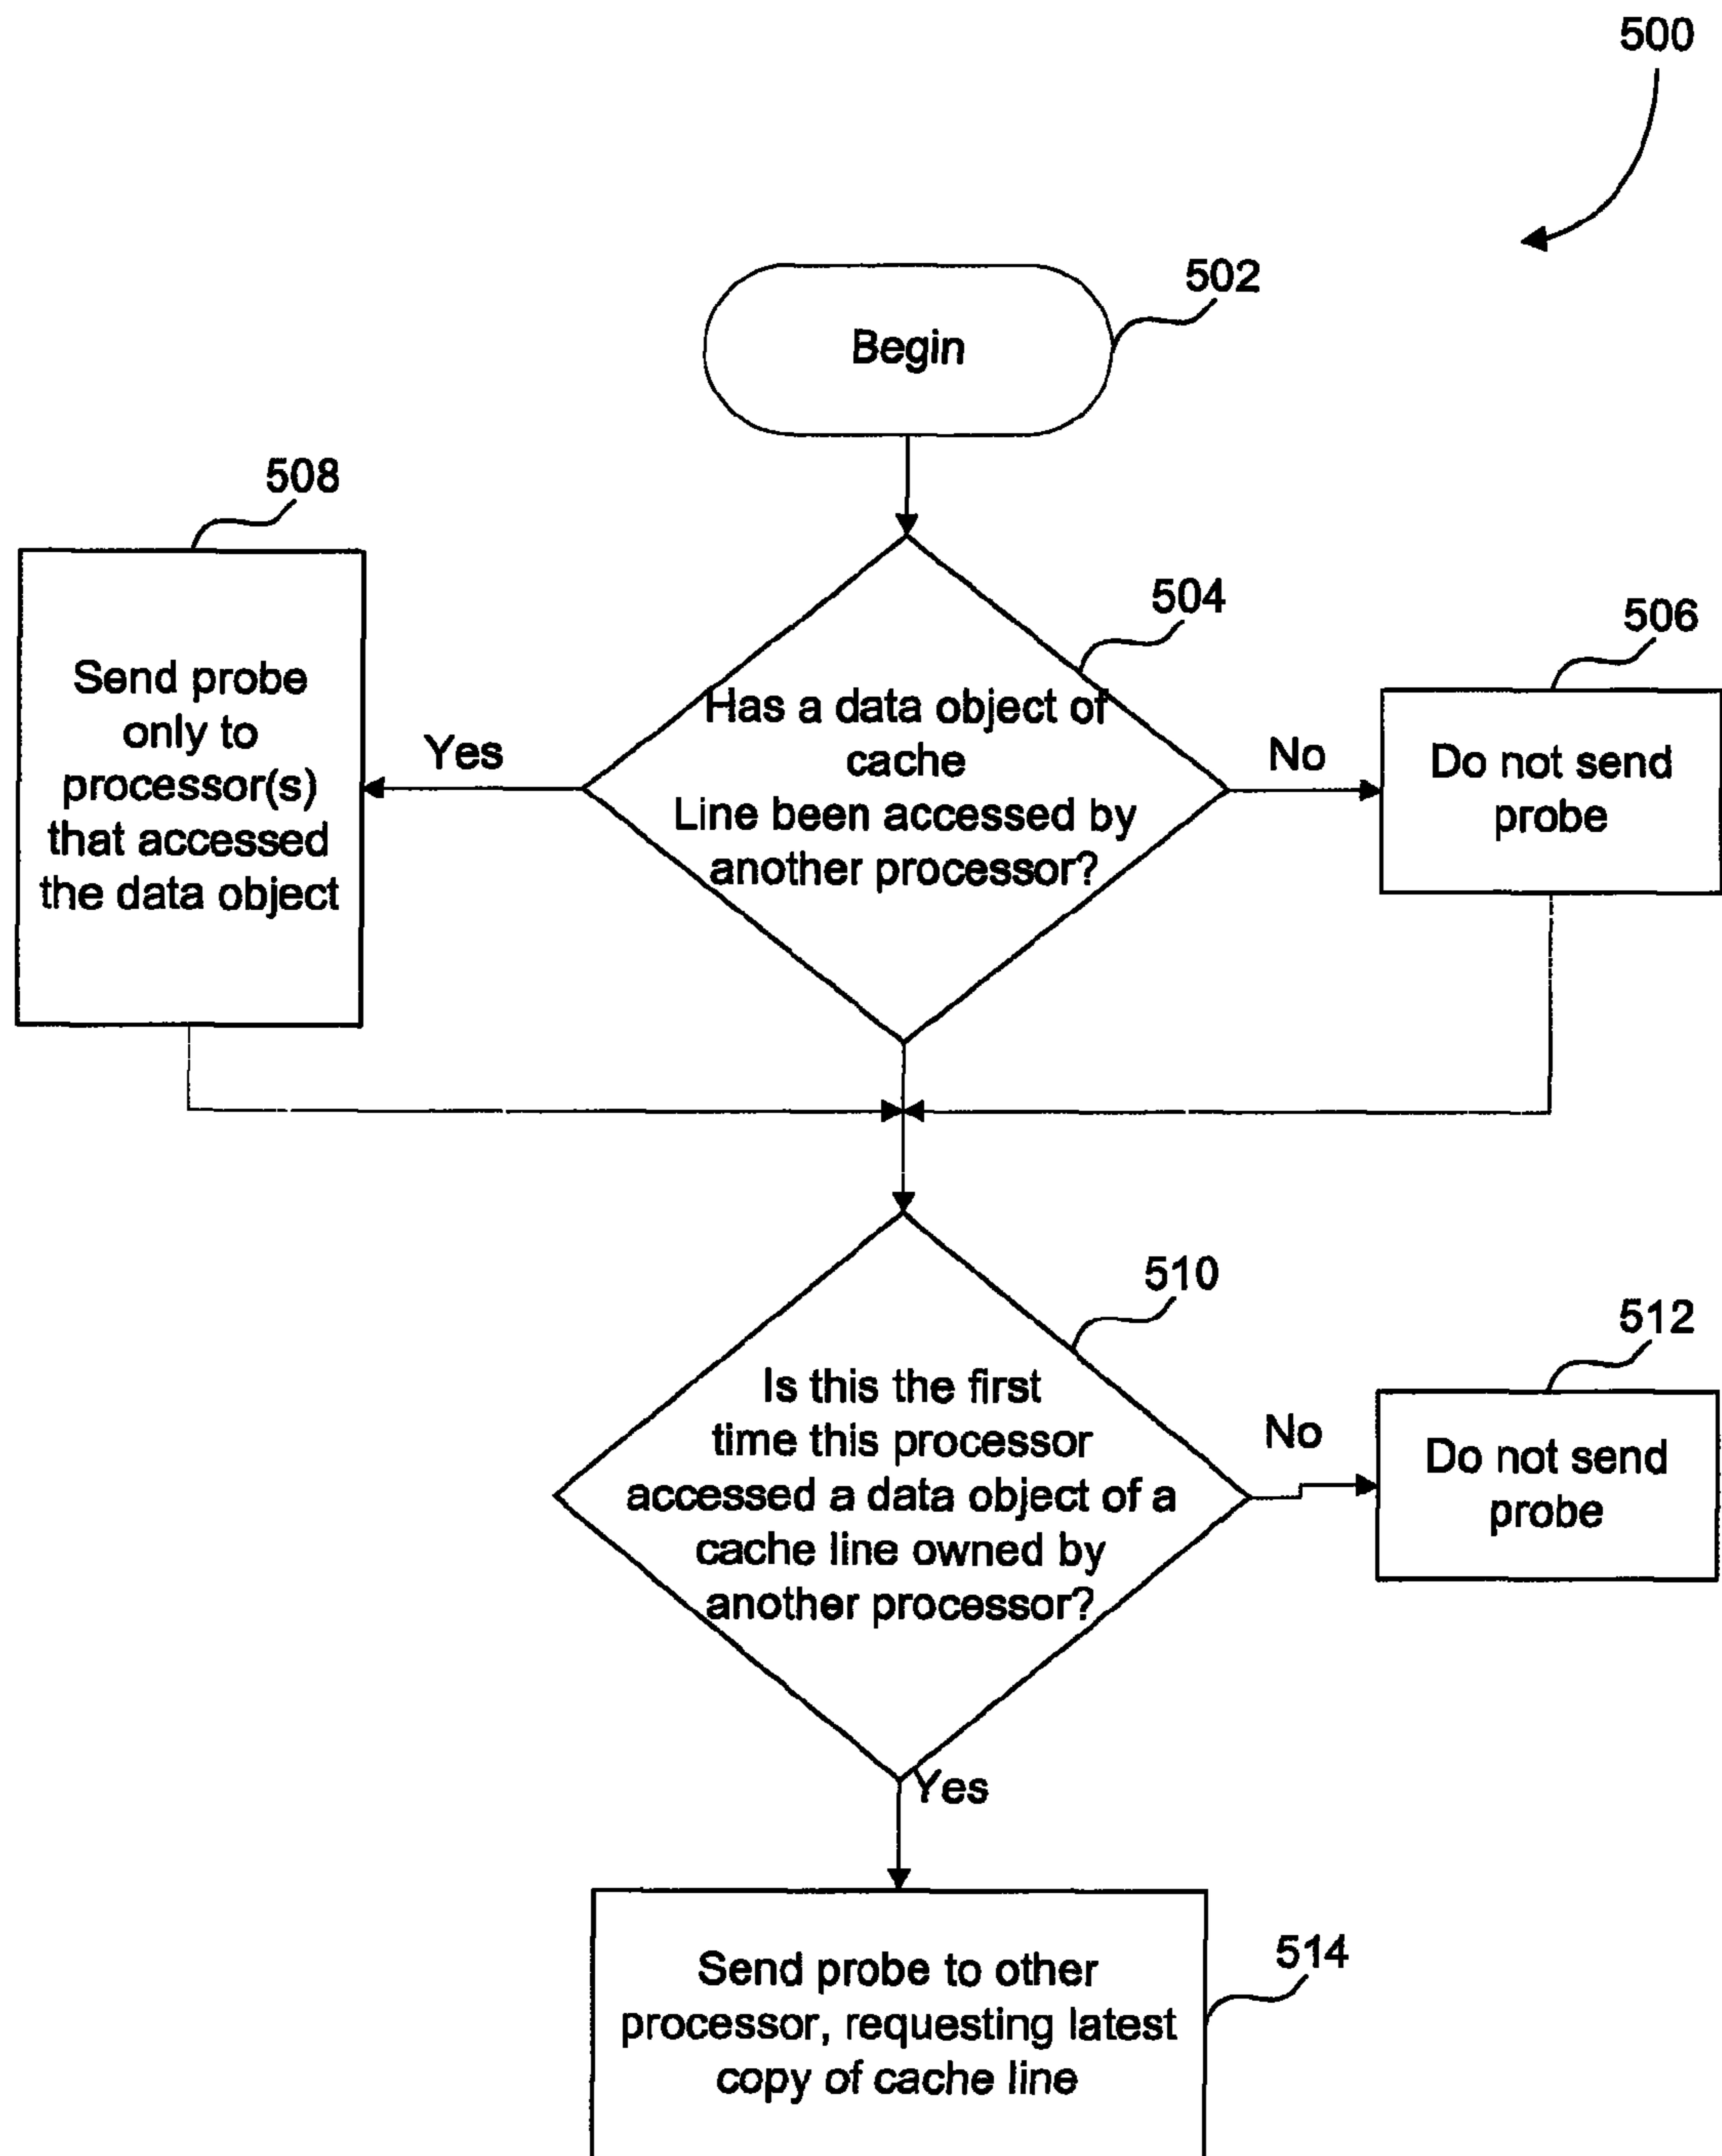 500
502
Begin
508
504
506
Send probe
only to
processor(s)
that accessed
the data object
Yes
Has a data object of
cache
Line been accessed by
another processor?
No
Do not send
probe
510
512
Is this the first
time this processor
accessed a data object of a
cache line owned by
another processor?
No
Do not send
probe
Yes
514
Send probe to other
processor, requesting latest
copy of cache line